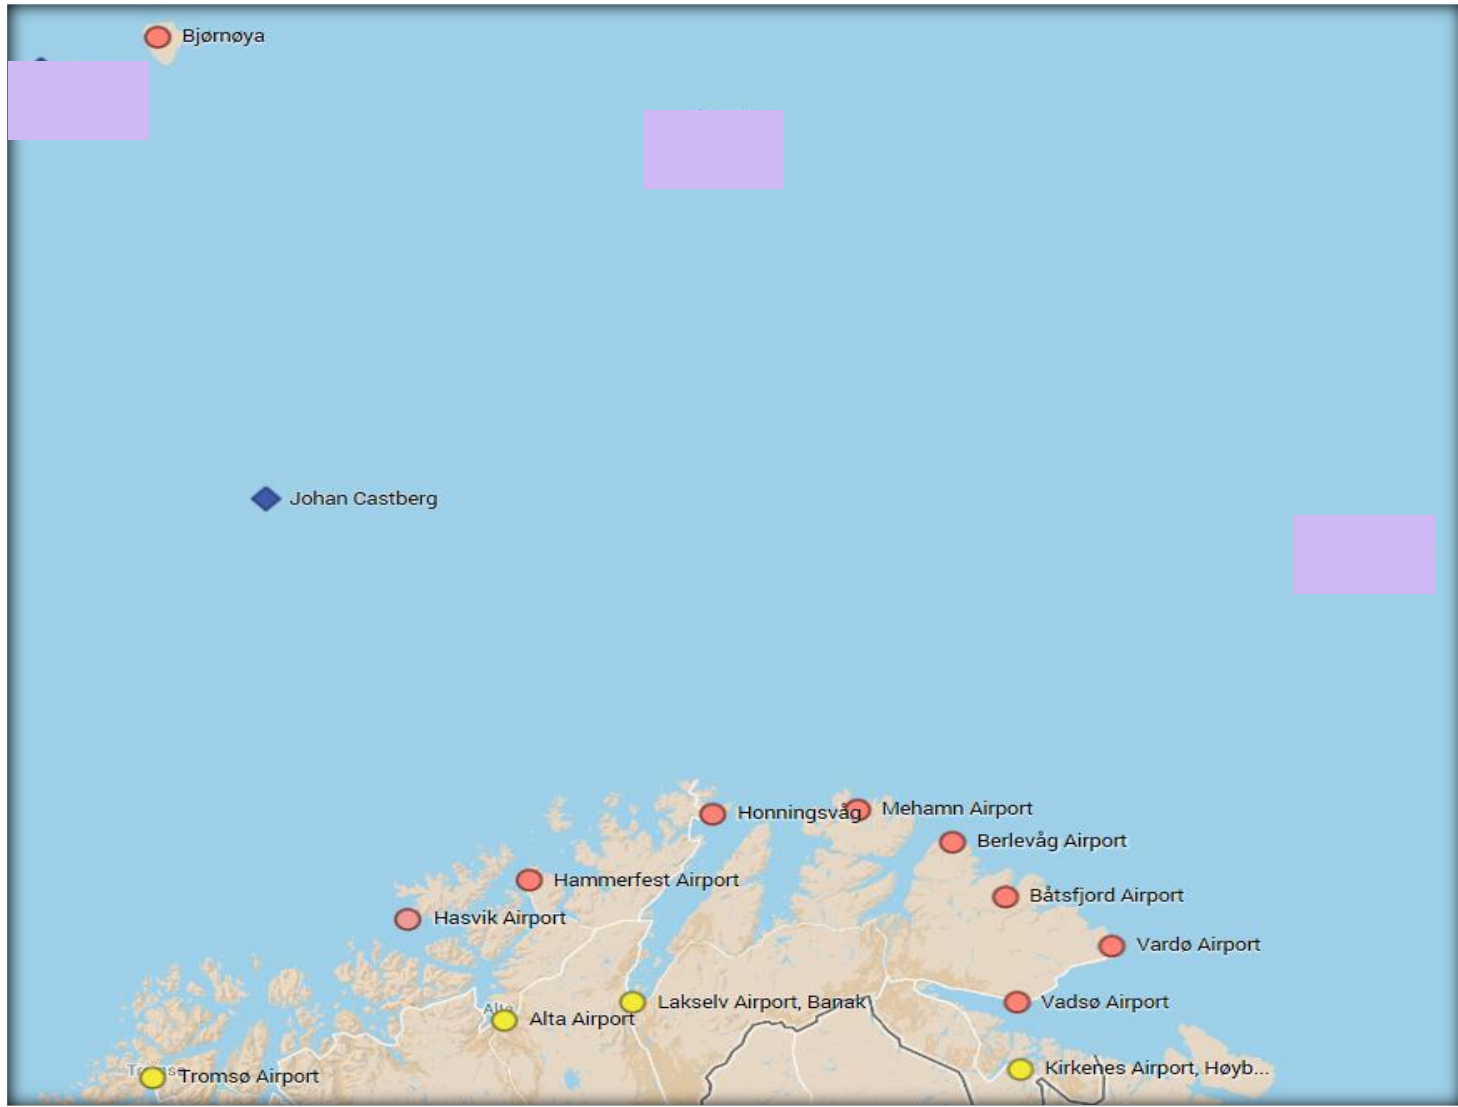 Bjørnøya
Johan Castberg
Honningsvåg
Mehamn Airport
Berlevåg Airport
Hammerfest Airport
Båtsfjord Airport
Hasvik Airport
Vardø Airport
Lakselv Airport, Banak
Vadsø Airport
Alta
Alta Airport
Kirkenes Airport, Høyb...
Tromsø Airport